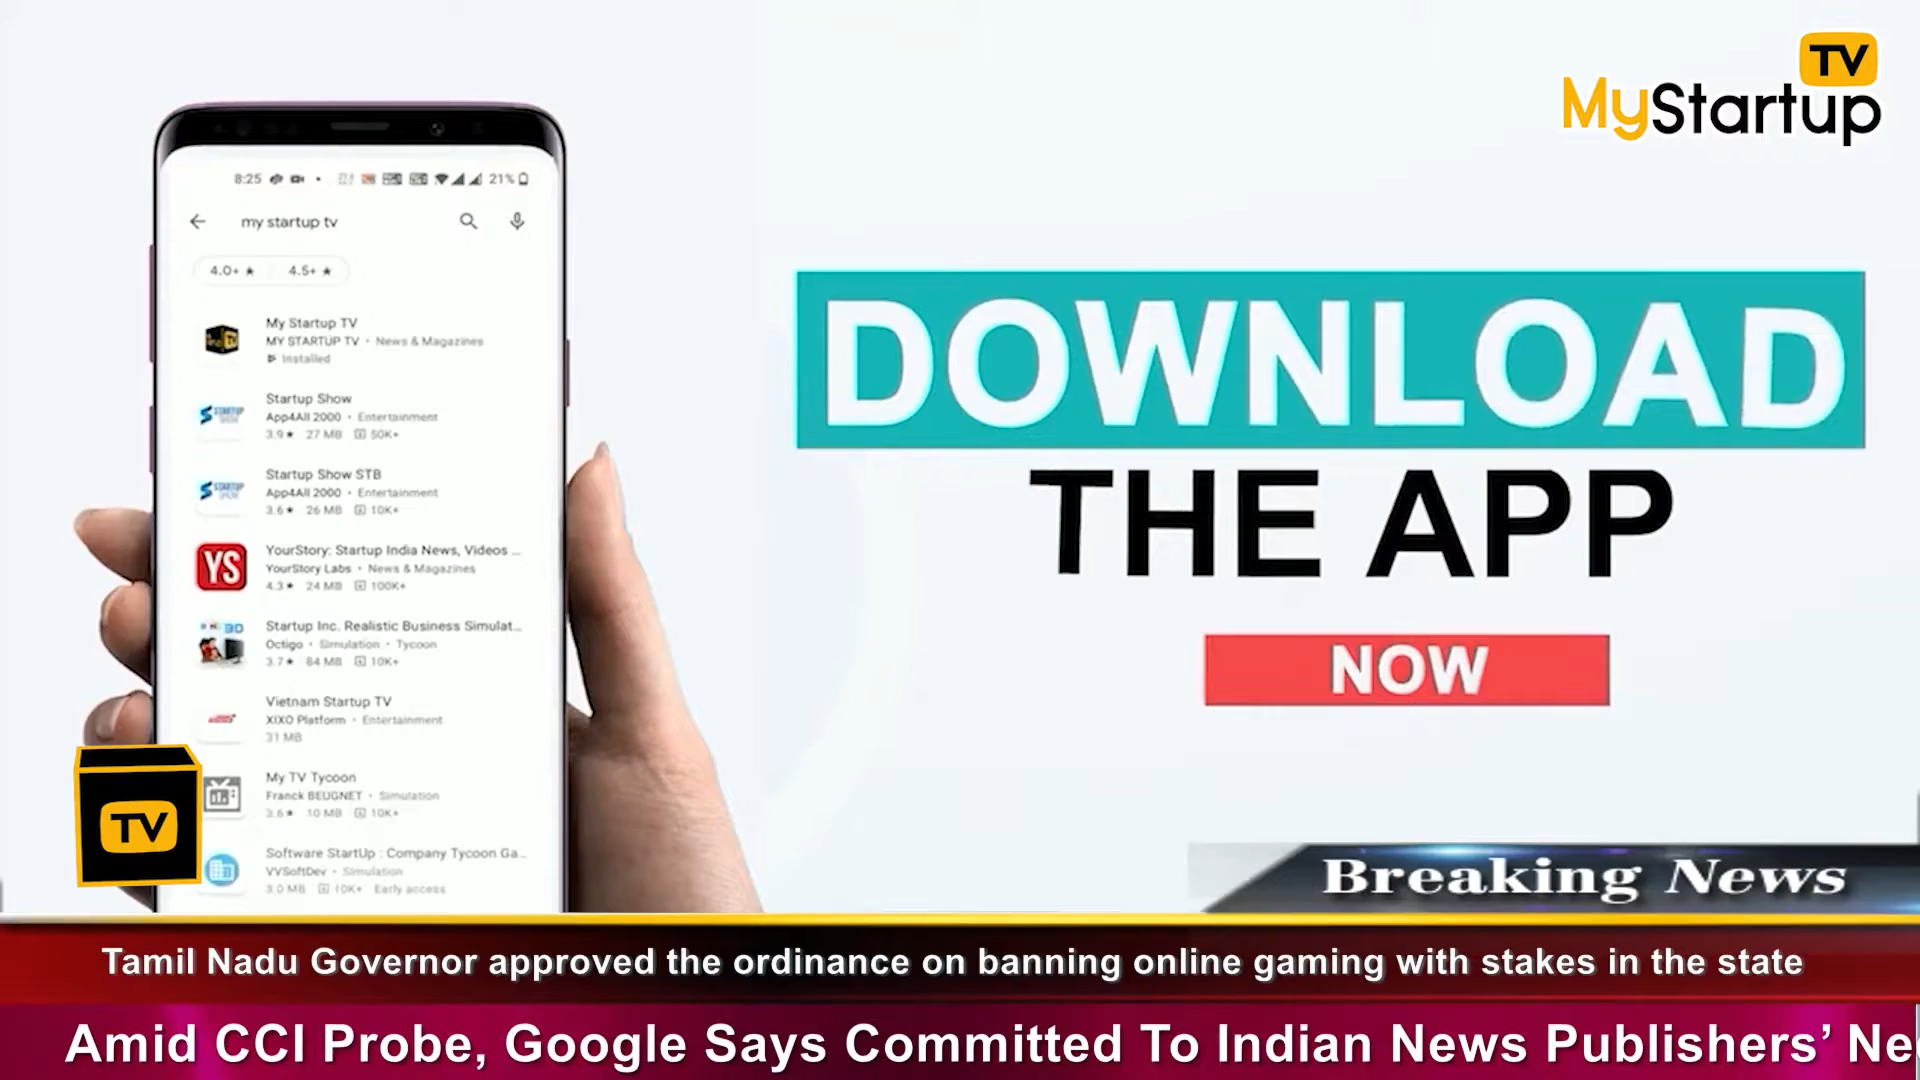 TV
MyStartup
8:25
21%
my startup tv
4.0+ ★
4.5+ ★
My Startup TV
MY STARTUP TV • News & Magazines
Installed
Startup Show
App4All 2000 • Entertainment
3.9★ 27 MB 50K+
Startup Show STB
App4All 2000 • Entertainment
3.6★ 26 MB 10K+
YS
YourStory: Startup India News, Videos ...
YourStory Labs • News & Magazines
4.3★ 24 MB 100K+
Startup Inc. Realistic Business Simulat...
Octigo • Simulation • Tycoon
3.7★ 84 MB 10K+
Vietnam Startup TV
XIXO Platform • Entertainment
31 MB
My TV Tycoon
Franck BEUGNET • Simulation
3.6★ 10 MB 10K+
Software StartUp : Company Tycoon Ga...
VVSoftDev • Simulation
3.0 MB 10K+ Early access
TV
DOWNLOAD
THE APP
NOW
Breaking News
Tamil Nadu Governor approved the ordinance on banning online gaming with stakes in the state
Amid CCI Probe, Google Says Committed To Indian News Publishers’